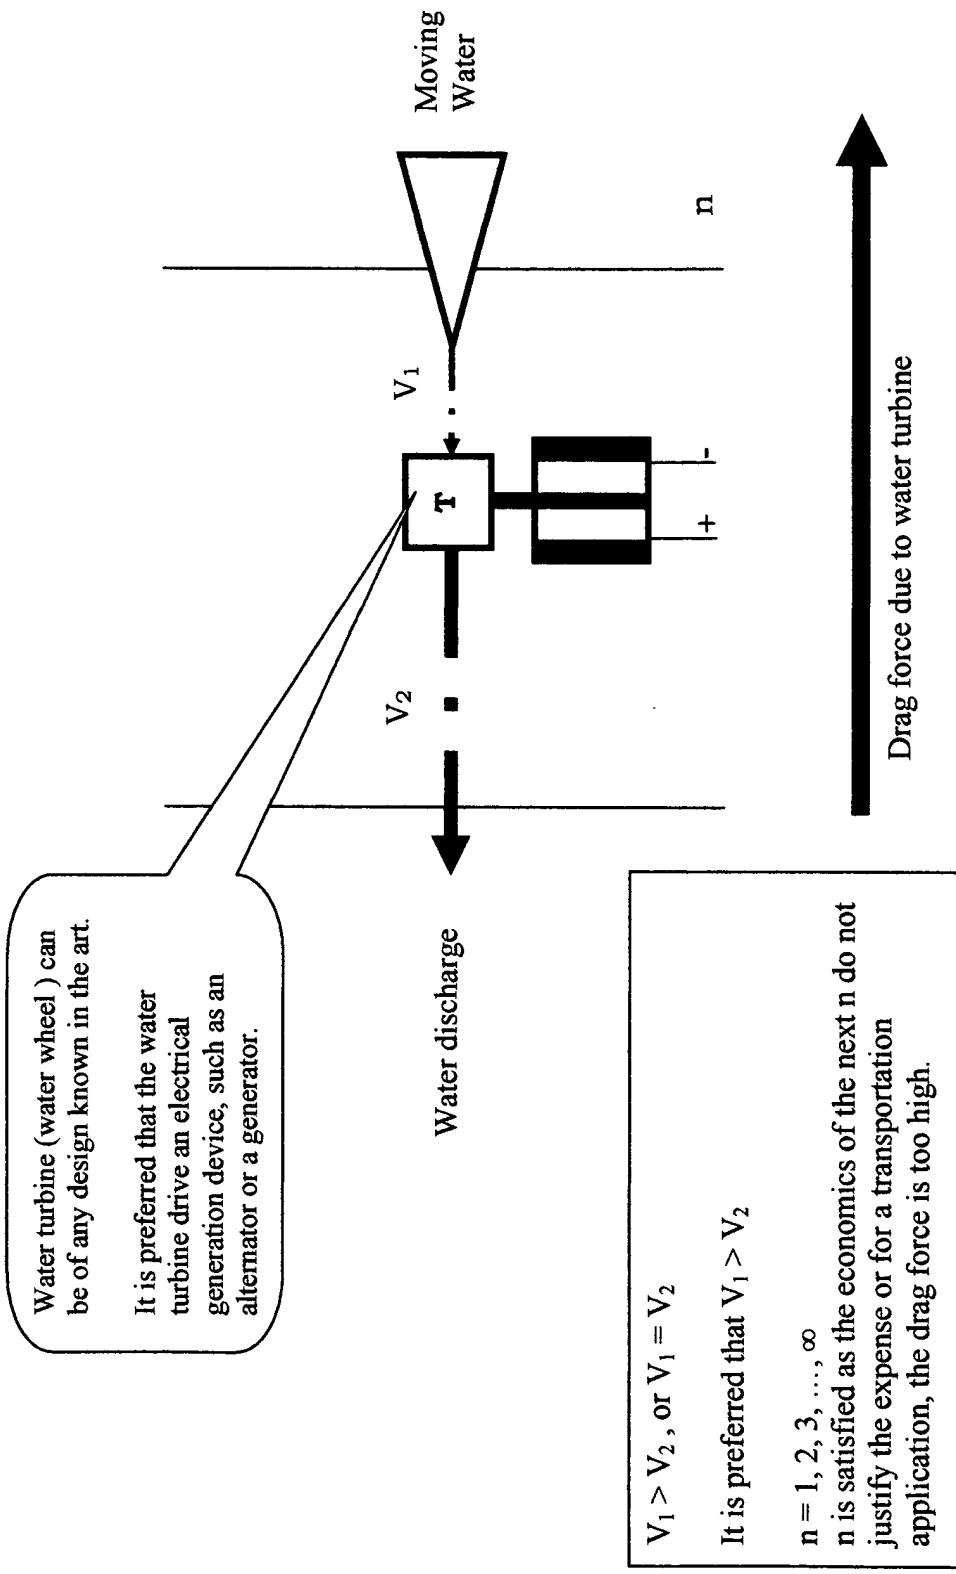 Water turbine (water wheel ) can
be of any design known in the art.
It is preferred that the water
turbine drive an electrical
generation device, such as an
alternator or a generator.
Water discharge
V2
T
V1
Moving
Water
+
-
n
Drag force due to water turbine
V1 > V2 , or V1 = V2
It is preferred that V1 > V2
n = 1, 2, 3, ..., ∞
n is satisfied as the economics of the next n do not
justify the expense or for a transportation
application, the drag force is too high.